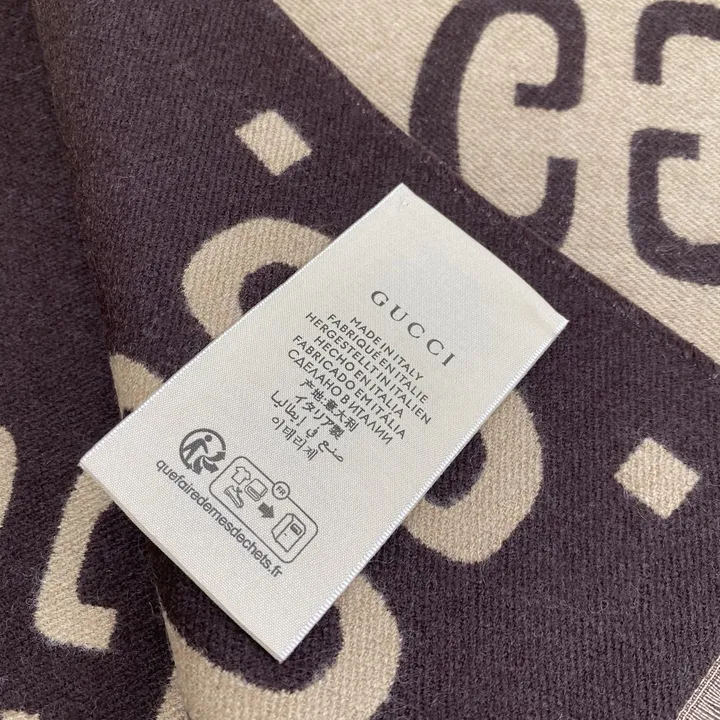 GUCCI
MADE IN ITALY
FABRIQUÉ EN ITALIE
HERGESTELLT IN ITALIEN
HECHO EN ITALIA
FABRICADO EM ITÁLIA
СДЕЛАНО В ИТАЛИИ
产地:意大利
イタリア製
صنع في إيطاليا
이태리제
FR
quefairedemesdechets.fr